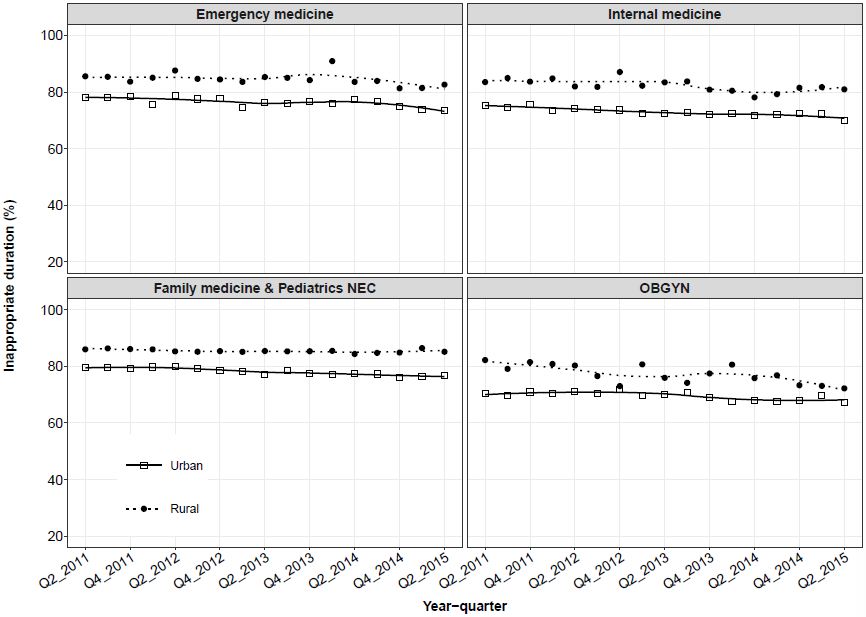 Emergency medicine
Internal medicine
100
80
60
40
20
Family medicine & Pediatrics NEC
OBGYN
100
80
60
40
20
Urban
Rural
Inappropriate duration (%)
Q2_2011
Q4_2011
Q2_2012
Q4_2012
Q2_2013
Q4_2013
Q2_2014
Q4_2014
Q2_2015
Q2_2011
Q4_2011
Q2_2012
Q4_2012
Q2_2013
Q4_2013
Q2_2014
Q4_2014
Q2_2015
Year−quarter